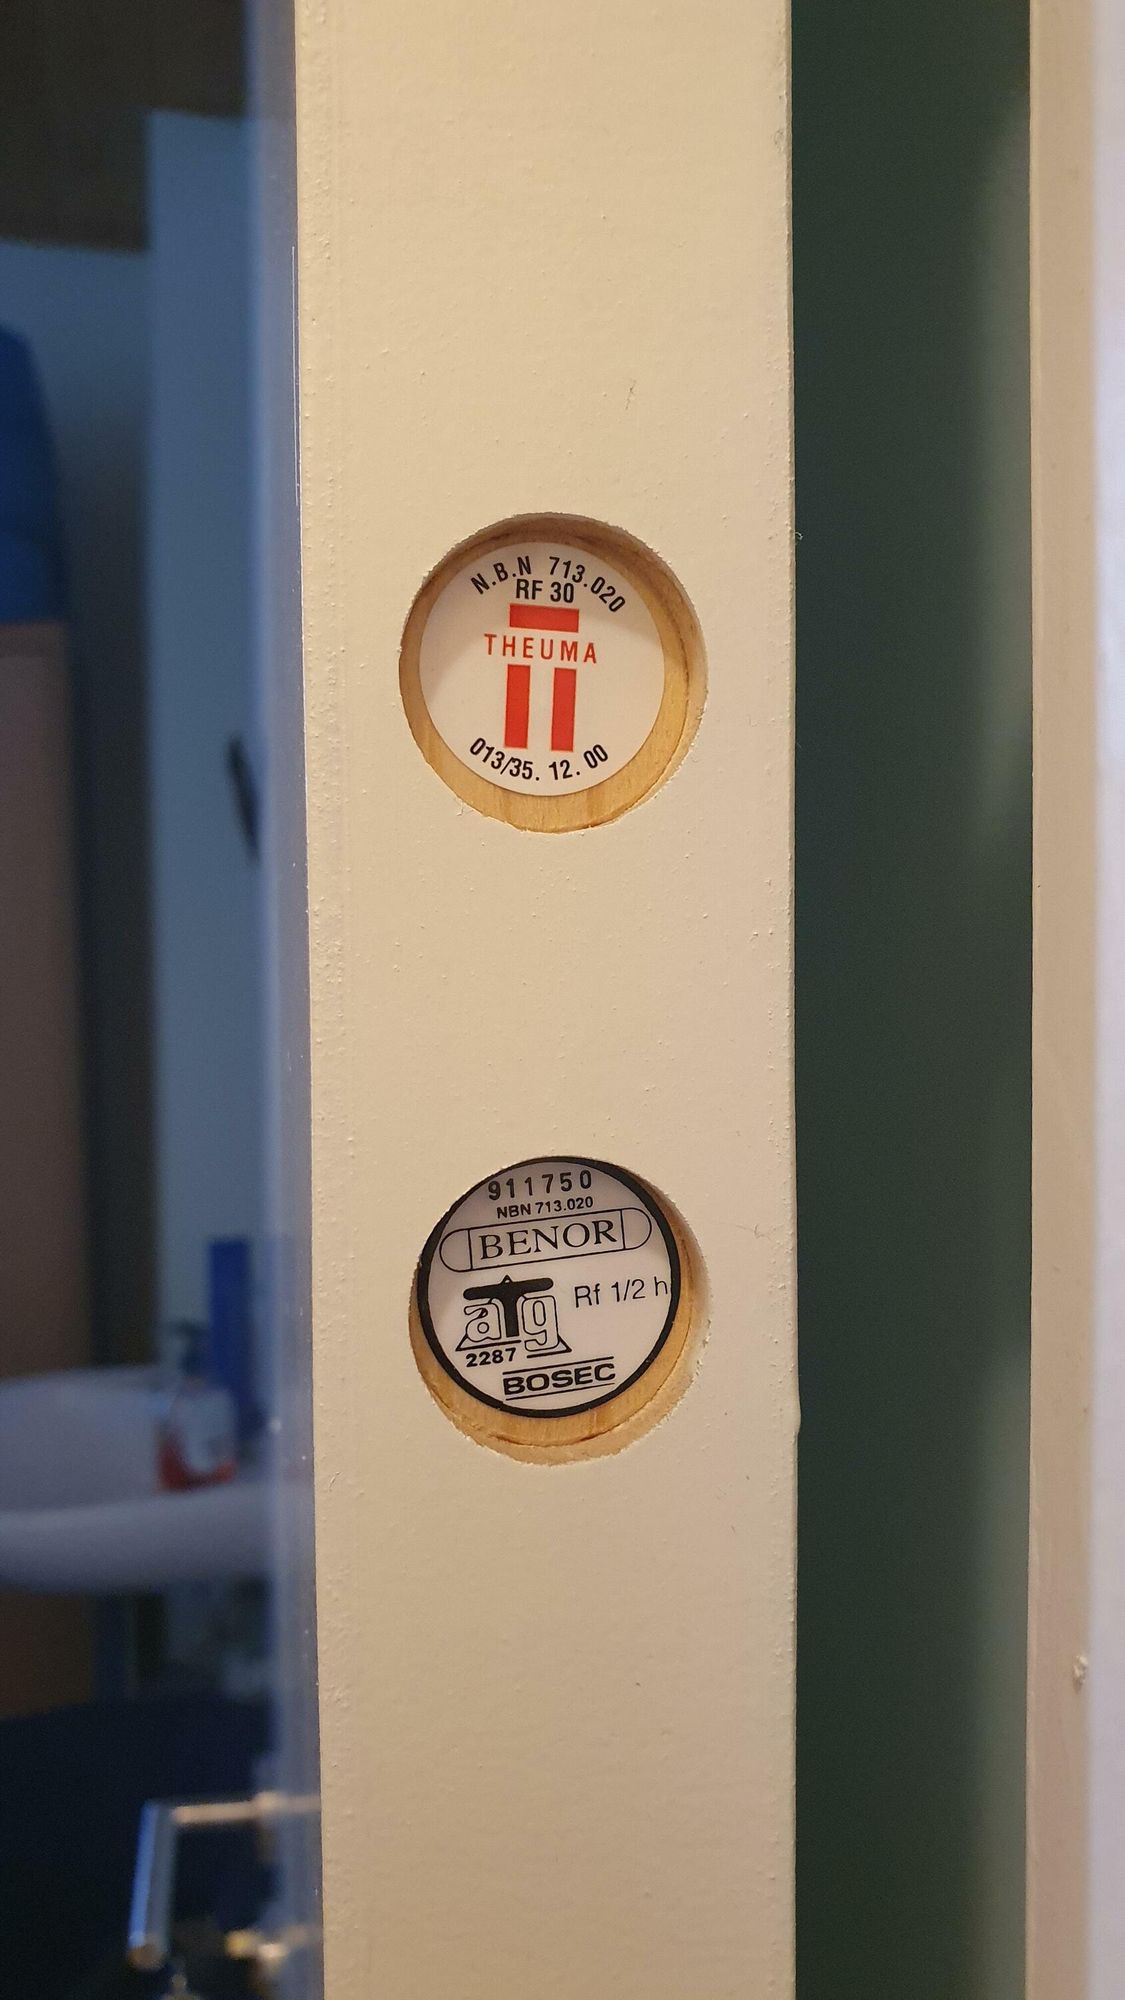 N.B.N 713.020
RF 30
THEUMA
013/35. 12. 00
911750
NBN 713.020
BENOR
aTg
Rf 1/2 h
2287
BOSEC